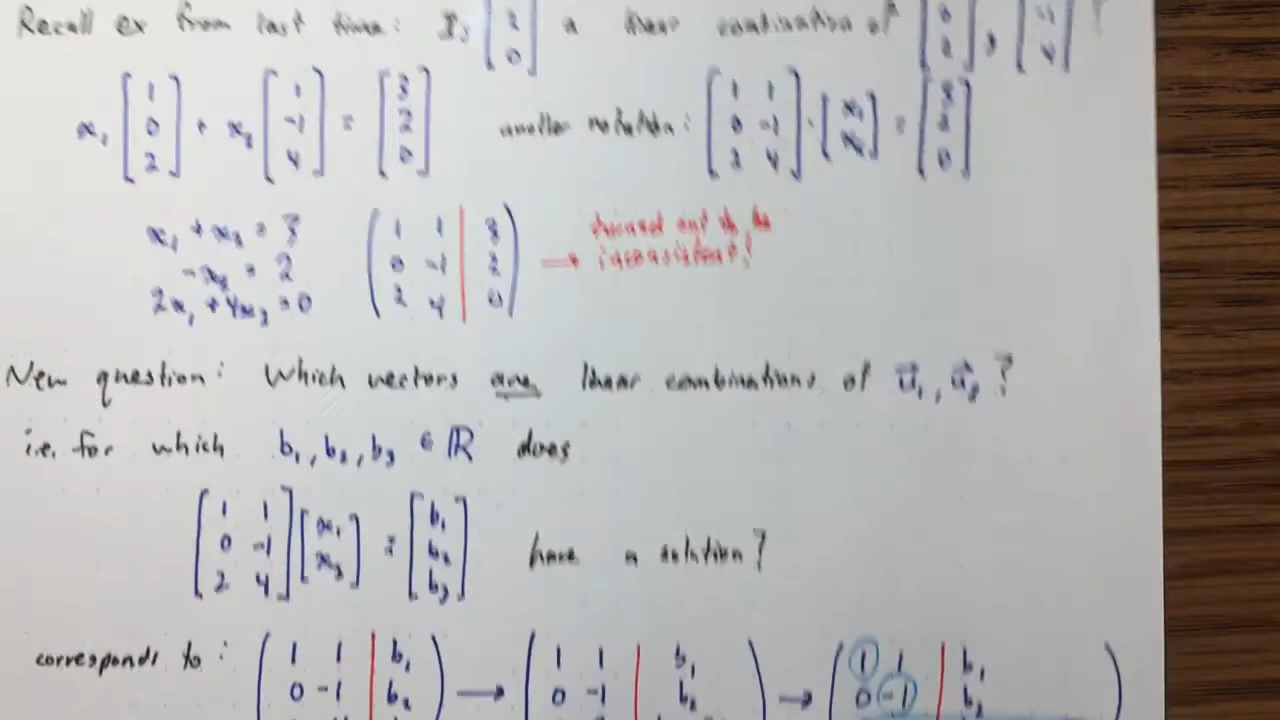 Recall ex from last time: Is [2 0] a linear combination of [0 2], [-1 4]?
x₁ [1 0 2] + x₂ [1 -1 4] = [3 2 0] another notation: [1 1; 0 -1; 2 4] · [x₁ x₂] = [3 2 0]
x₁ + x₂ = 3
-x₂ = 2
2x₁ + 4x₂ = 0
(1 1 | 3; 0 -1 | 2; 2 4 | 0) → turned out to be inconsistent!
New question: Which vectors are linear combinations of a⃗₁, a⃗₂?
i.e. for which b₁, b₂, b₃ ∈ ℝ does
[1 1; 0 -1; 2 4] [x₁ x₂] = [b₁ b₂ b₃] have a solution?
corresponds to: (1 1 | b₁; 0 -1 | b₂) → (1 1 | b₁; 0 -1 | b₂) → (1 1 | b₁; 0 -1 | b₂)